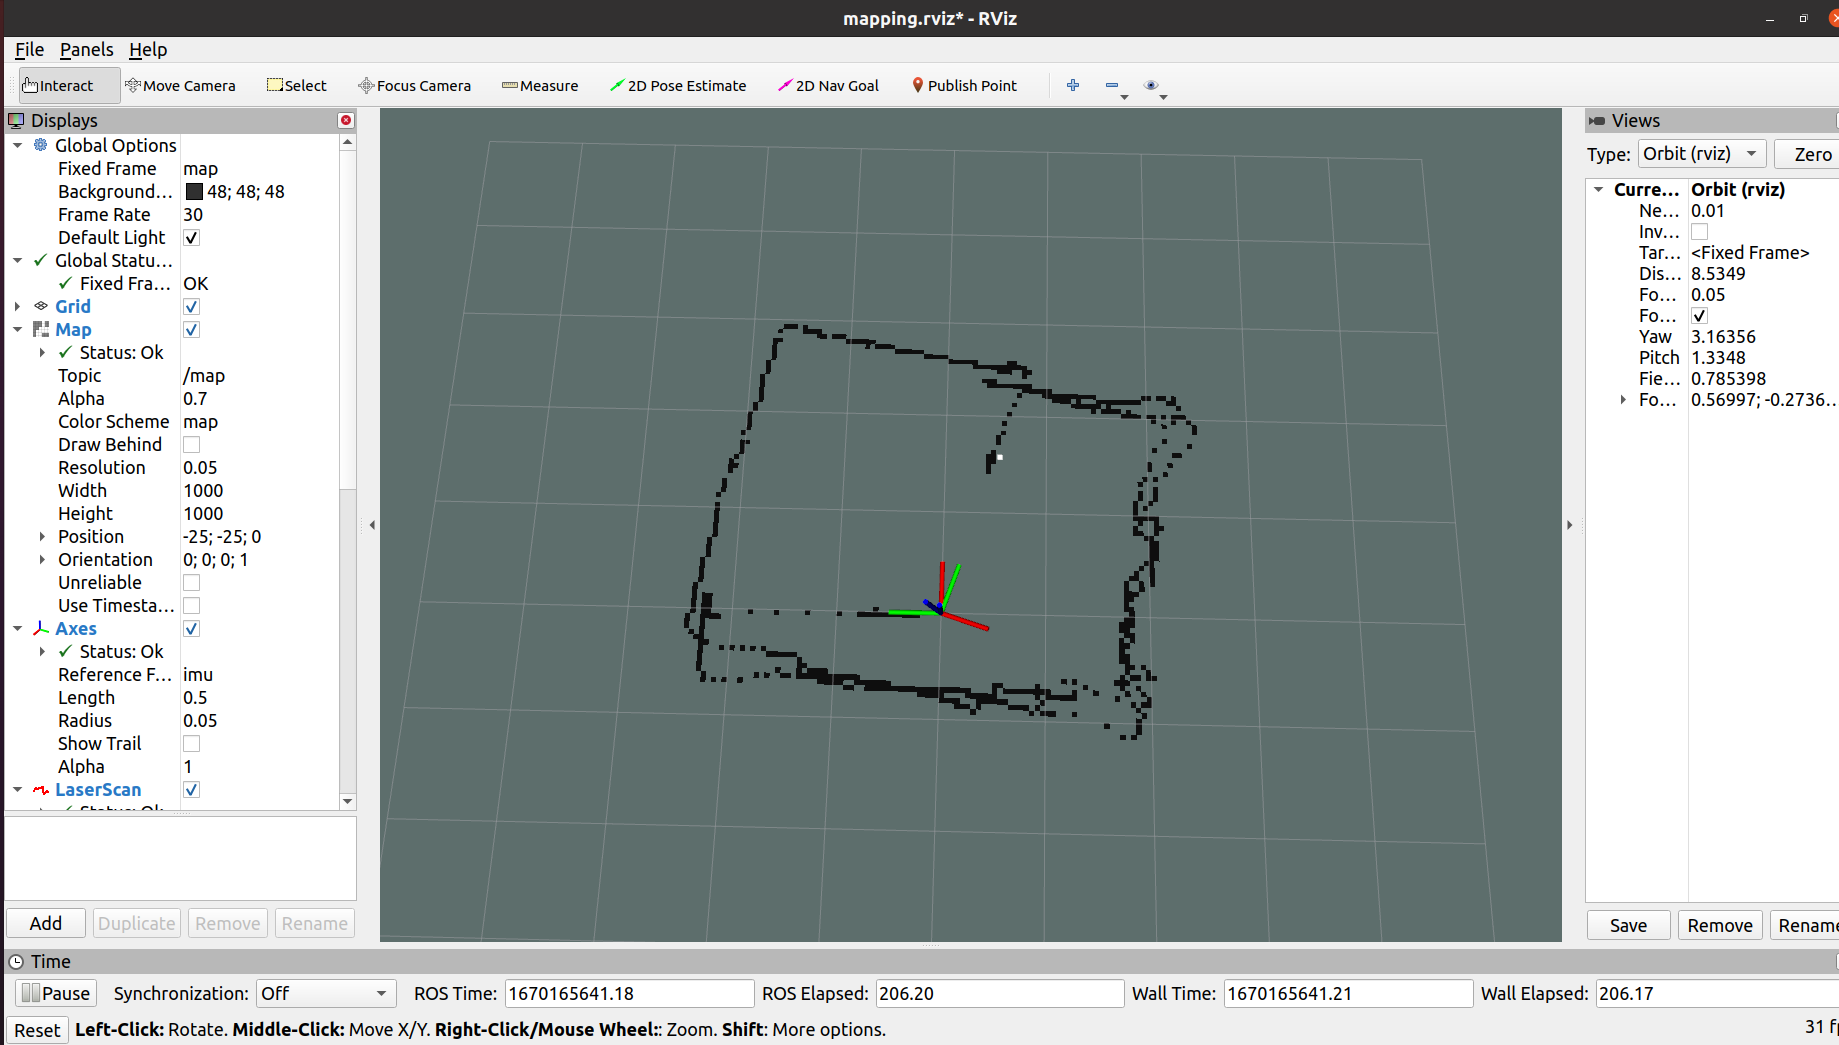 mapping.rviz* - RViz
File Panels Help
Interact Move Camera Select Focus Camera Measure 2D Pose Estimate 2D Nav Goal Publish Point
Displays
Global Options
Fixed Frame map
Background... 48; 48; 48
Frame Rate 30
Default Light
Global Statu...
Fixed Fra... OK
Grid
Map
Status: Ok
Topic /map
Alpha 0.7
Color Scheme map
Draw Behind
Resolution 0.05
Width 1000
Height 1000
Position -25; -25; 0
Orientation 0; 0; 0; 1
Unreliable
Use Timesta...
Axes
Status: Ok
Reference F... imu
Length 0.5
Radius 0.05
Show Trail
Alpha 1
LaserScan
Status: Ok
Add Duplicate Remove Rename
Views
Type: Orbit (rviz) Zero
Curre... Orbit (rviz)
Ne... 0.01
Inv...
Tar... <Fixed Frame>
Dis... 8.5349
Fo... 0.05
Fo...
Yaw 3.16356
Pitch 1.3348
Fie... 0.785398
Fo... 0.56997; -0.2736...
Save Remove Rename
Time
Pause Synchronization: Off ROS Time: 1670165641.18 ROS Elapsed: 206.20 Wall Time: 1670165641.21 Wall Elapsed: 206.17
Reset Left-Click: Rotate. Middle-Click: Move X/Y. Right-Click/Mouse Wheel:: Zoom. Shift: More options.
31 fp